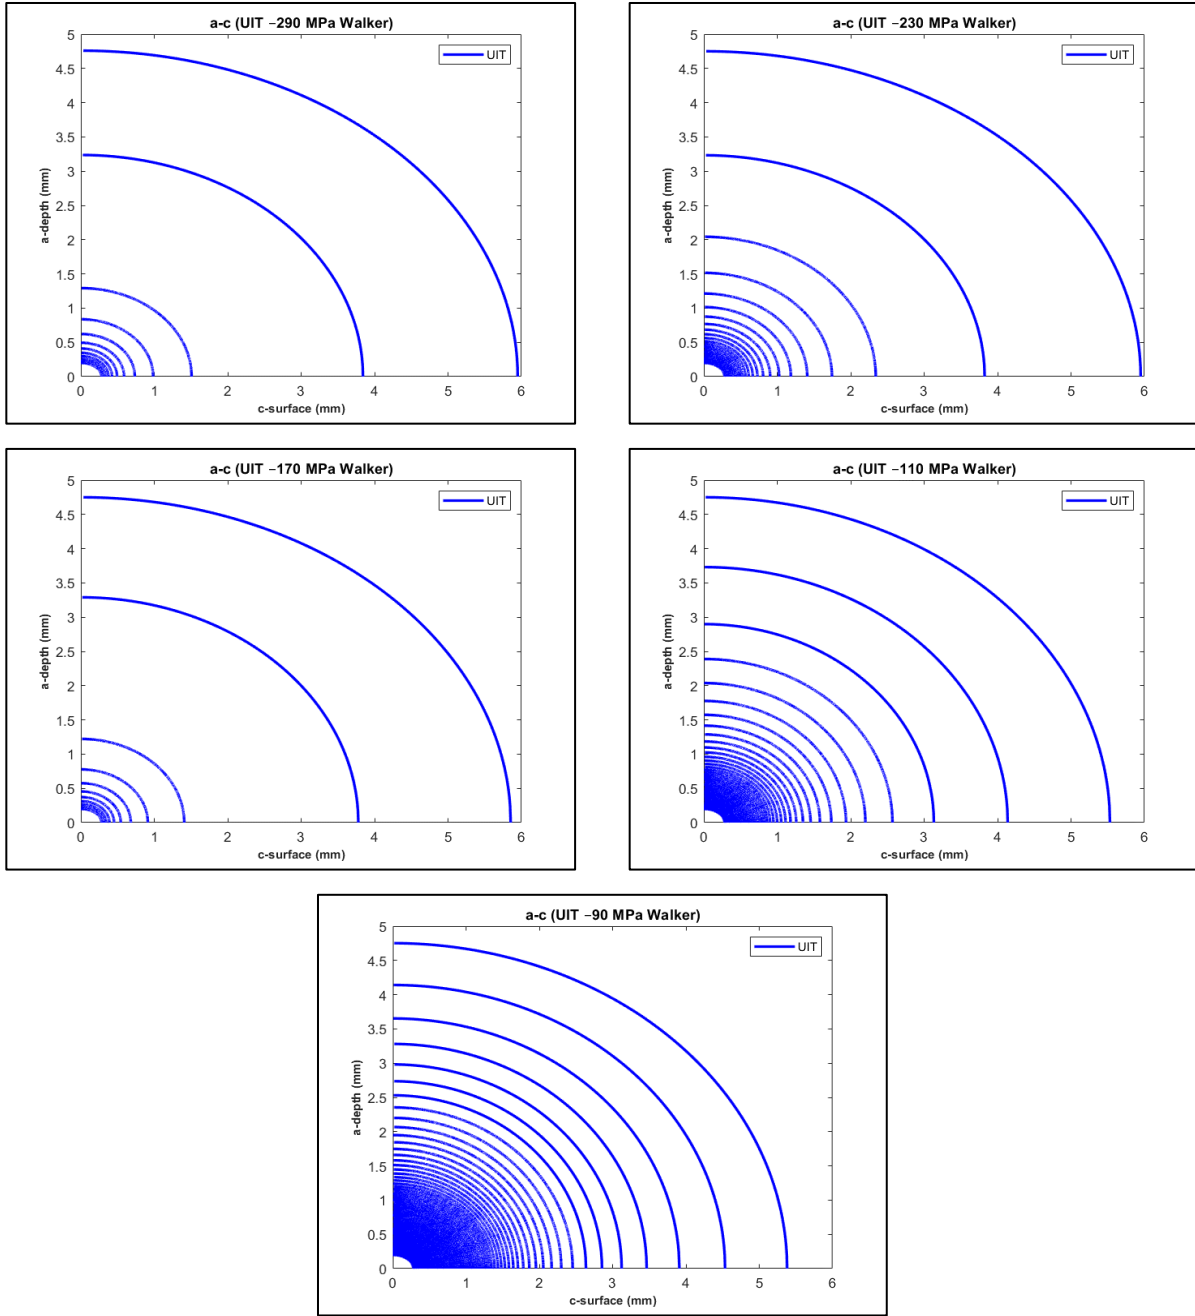 a-c (UIT −290 MPa Walker)
UIT
5
4.5
4
3.5
3
2.5
2
1.5
1
0.5
0
a-depth (mm)
0 1 2 3 4 5 6
c-surface (mm)
a-c (UIT −230 MPa Walker)
UIT
5
4.5
4
3.5
3
2.5
2
1.5
1
0.5
0
a-depth (mm)
0 1 2 3 4 5 6
c-surface (mm)
a-c (UIT −170 MPa Walker)
UIT
5
4.5
4
3.5
3
2.5
2
1.5
1
0.5
0
a-depth (mm)
0 1 2 3 4 5 6
c-surface (mm)
a-c (UIT −110 MPa Walker)
UIT
5
4.5
4
3.5
3
2.5
2
1.5
1
0.5
0
a-depth (mm)
0 1 2 3 4 5 6
c-surface (mm)
a-c (UIT −90 MPa Walker)
UIT
5
4.5
4
3.5
3
2.5
2
1.5
1
0.5
0
a-depth (mm)
0 1 2 3 4 5 6
c-surface (mm)